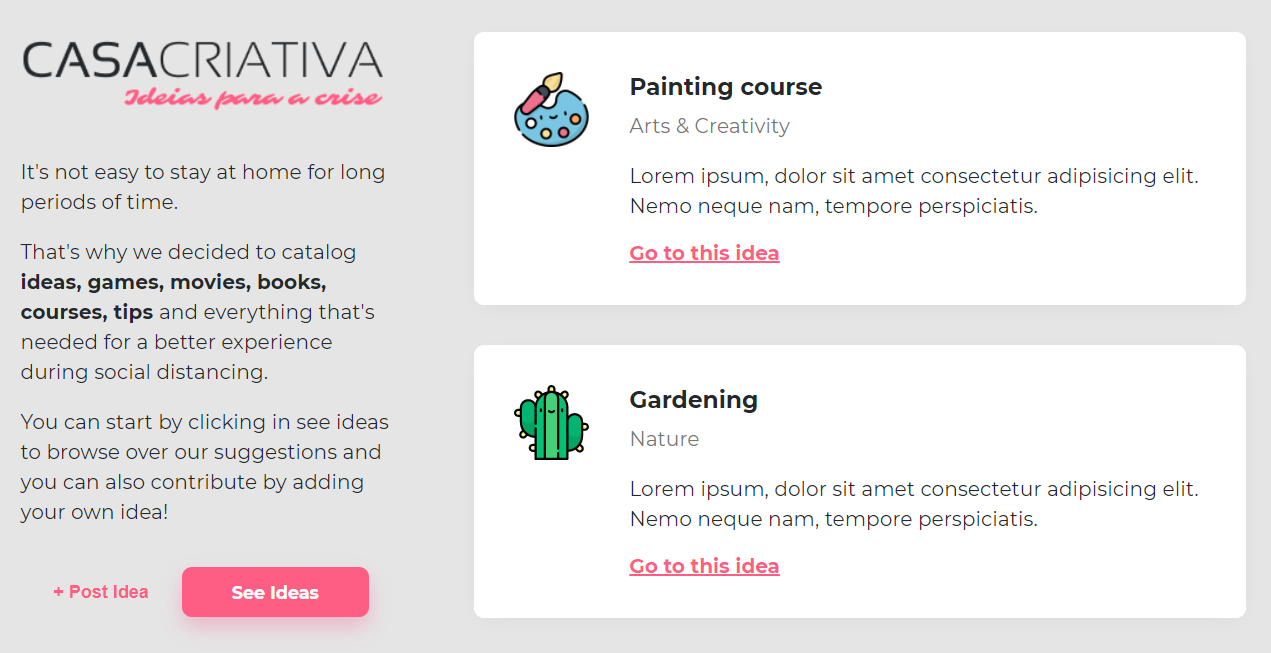 CASACRIATIVA
Ideias para a crise
It's not easy to stay at home for long
periods of time.
That's why we decided to catalog
ideas, games, movies, books,
courses, tips and everything that's
needed for a better experience
during social distancing.
You can start by clicking in see ideas
to browse over our suggestions and
you can also contribute by adding
your own idea!
+ Post Idea
See Ideas
Painting course
Arts & Creativity
Lorem ipsum, dolor sit amet consectetur adipisicing elit.
Nemo neque nam, tempore perspiciatis.
Go to this idea
Gardening
Nature
Lorem ipsum, dolor sit amet consectetur adipisicing elit.
Nemo neque nam, tempore perspiciatis.
Go to this idea